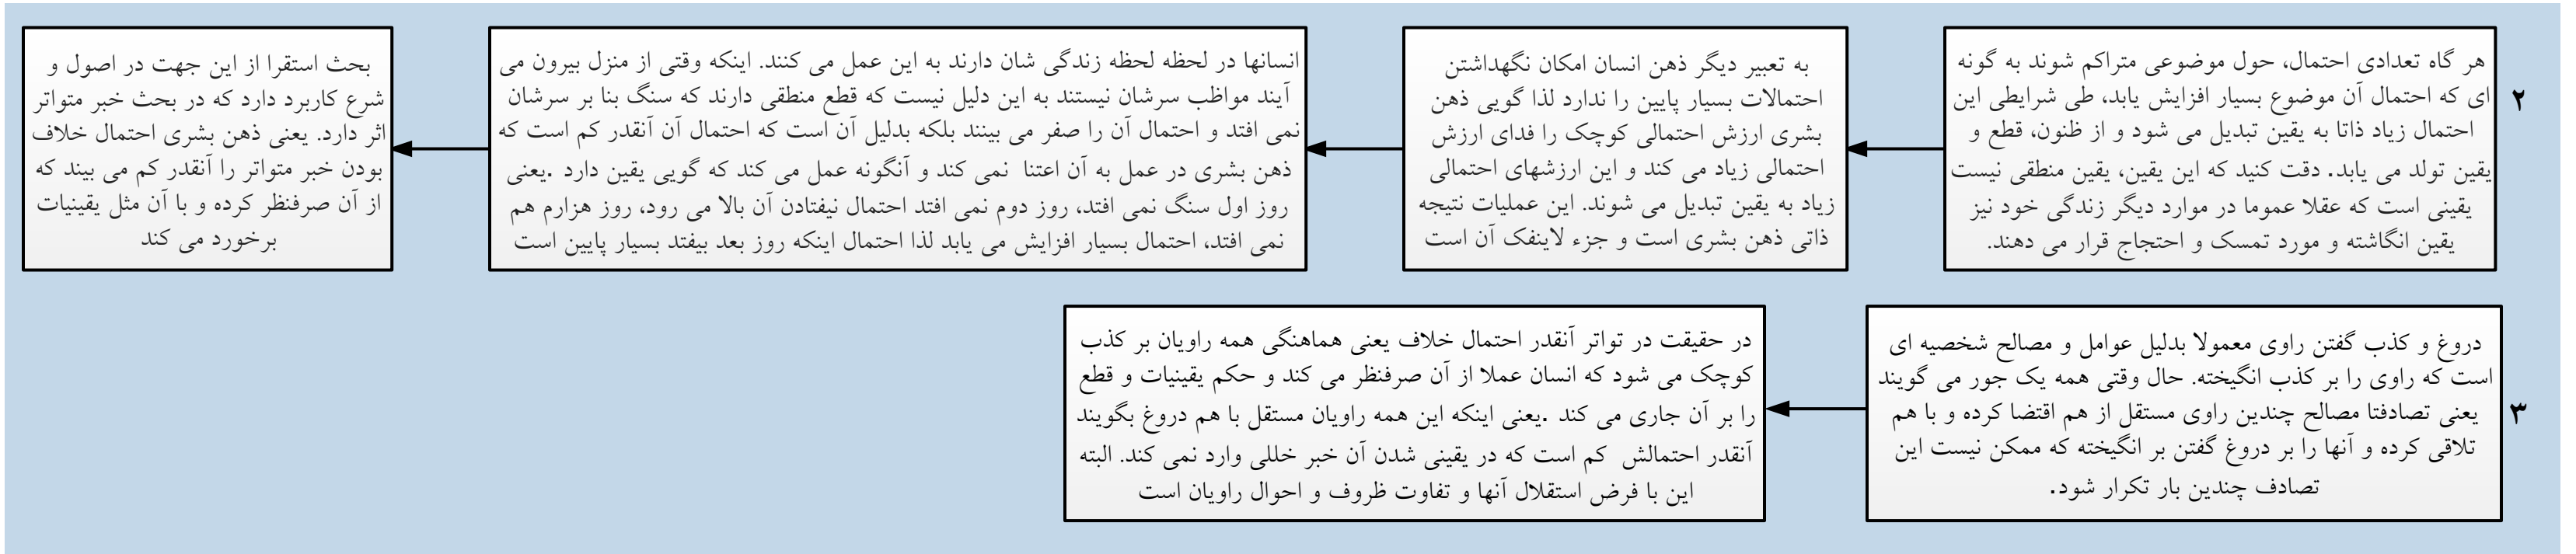 ۲
هر گاه تعدادی احتمال، حول موضوعی متراکم شوند به گونه
ای که احتمال آن موضوع بسیار افزایش یابد، طی شرایطی این
احتمال زیاد ذاتا به یقین تبدیل می شود و از ظنون، قطع و
یقین تولد می یابد. دقت کنید که این یقین، یقین منطقی نیست
یقینی است که عقلا عموما در موارد دیگر زندگی خود نیز
یقین انگاشته و مورد تمسک و احتجاج قرار می دهند.
به تعبیر دیگر ذهن انسان امکان نگهداشتن
احتمالات بسیار پایین را ندارد لذا گویی ذهن
بشری ارزش احتمالی کوچک را فدای ارزش
احتمالی زیاد می کند و این ارزشهای احتمالی
زیاد به یقین تبدیل می شوند. این عملیات نتیجه
ذاتی ذهن بشری است و جزء لاینفک آن است
انسانها در لحظه لحظه زندگی شان دارند به این عمل می کنند. اینکه وقتی از منزل بیرون می
آیند مواظب سرشان نیستند به این دلیل نیست که قطع منطقی دارند که سنگ بنا بر سرشان
نمی افتد و احتمال آن را صفر می بینند بلکه بدلیل آن است که احتمال آن آنقدر کم است که
ذهن بشری در عمل به آن اعتنا نمی کند و آنگونه عمل می کند که گویی یقین دارد .یعنی
روز اول سنگ نمی افتد، روز دوم نمی افتد احتمال نیفتادن آن بالا می رود، روز هزارم هم
نمی افتد، احتمال بسیار افزایش می یابد لذا احتمال اینکه روز بعد بیفتد بسیار پایین است
بحث استقرا از این جهت در اصول و
شرع کاربرد دارد که در بحث خبر متواتر
اثر دارد. یعنی ذهن بشری احتمال خلاف
بودن خبر متواتر را آنقدر کم می بیند که
از آن صرفنظر کرده و با آن مثل یقینیات
برخورد می کند
۳
دروغ و کذب گفتن راوی معمولا بدلیل عوامل و مصالح شخصیه ای
است که راوی را بر کذب انگیخته. حال وقتی همه یک جور می گویند
یعنی تصادفتا مصالح چندین راوی مستقل از هم اقتضا کرده و با هم
تلاقی کرده و آنها را بر دروغ گفتن بر انگیخته که ممکن نیست این
تصادف چندین بار تکرار شود.
در حقیقت در تواتر آنقدر احتمال خلاف یعنی هماهنگی همه راویان بر کذب
کوچک می شود که انسان عملا از آن صرفنظر می کند و حکم یقینیات و قطع
را بر آن جاری می کند .یعنی اینکه این همه راویان مستقل با هم دروغ بگویند
آنقدر احتمالش کم است که در یقینی شدن آن خبر خللی وارد نمی کند. البته
این با فرض استقلال آنها و تفاوت ظروف و احوال راویان است